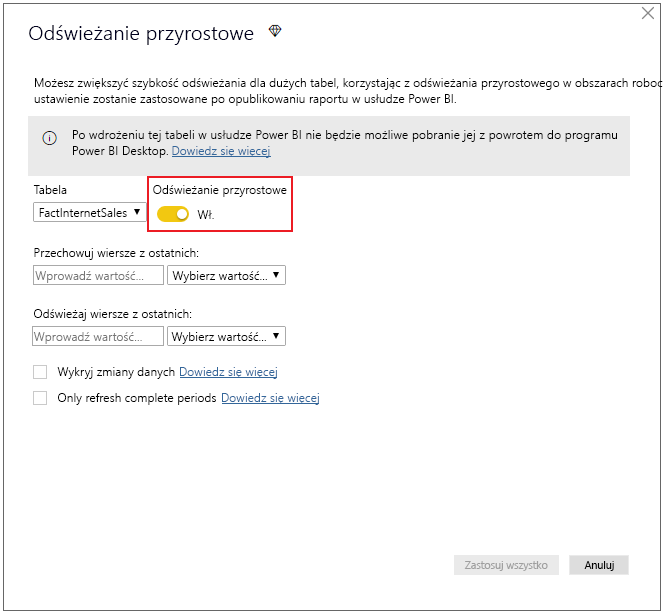 Odświeżanie przyrostowe
Możesz zwiększyć szybkość odświeżania dla dużych tabel, korzystając z odświeżania przyrostowego w obszarach roboc
ustawienie zostanie zastosowane po opublikowaniu raportu w usłudze Power BI.
Po wdrożeniu tej tabeli w usłudze Power BI nie będzie możliwe pobranie jej z powrotem do programu
Power BI Desktop. Dowiedz się więcej
Tabela Odświeżanie przyrostowe
FactInternetSales Wł.
Przechowuj wiersze z ostatnich:
Wprowadź wartość... Wybierz wartość...
Odświeżaj wiersze z ostatnich:
Wprowadź wartość... Wybierz wartość...
Wykryj zmiany danych Dowiedz się więcej
Only refresh complete periods Dowiedz się więcej
Zastosuj wszystko Anuluj